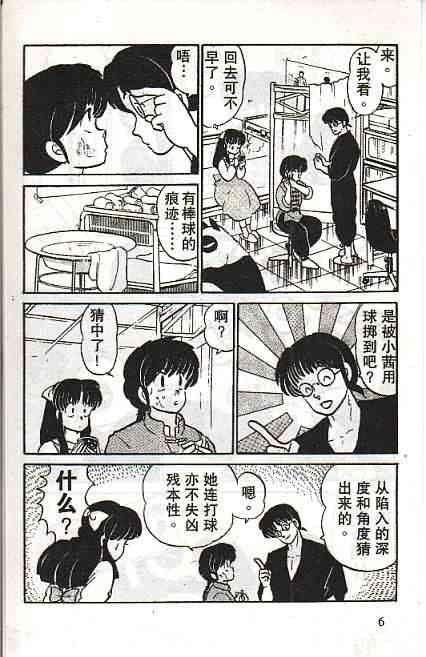 来。
让我看。
回去可不
早了。
唔……
有棒球的
痕迹……
是被小茜用
球掷到吧？
啊？
猜中了！
从陷入的深
度和角度猜
出来的。
嗯。
她连打球
亦不失凶
残本性。
什么？
6